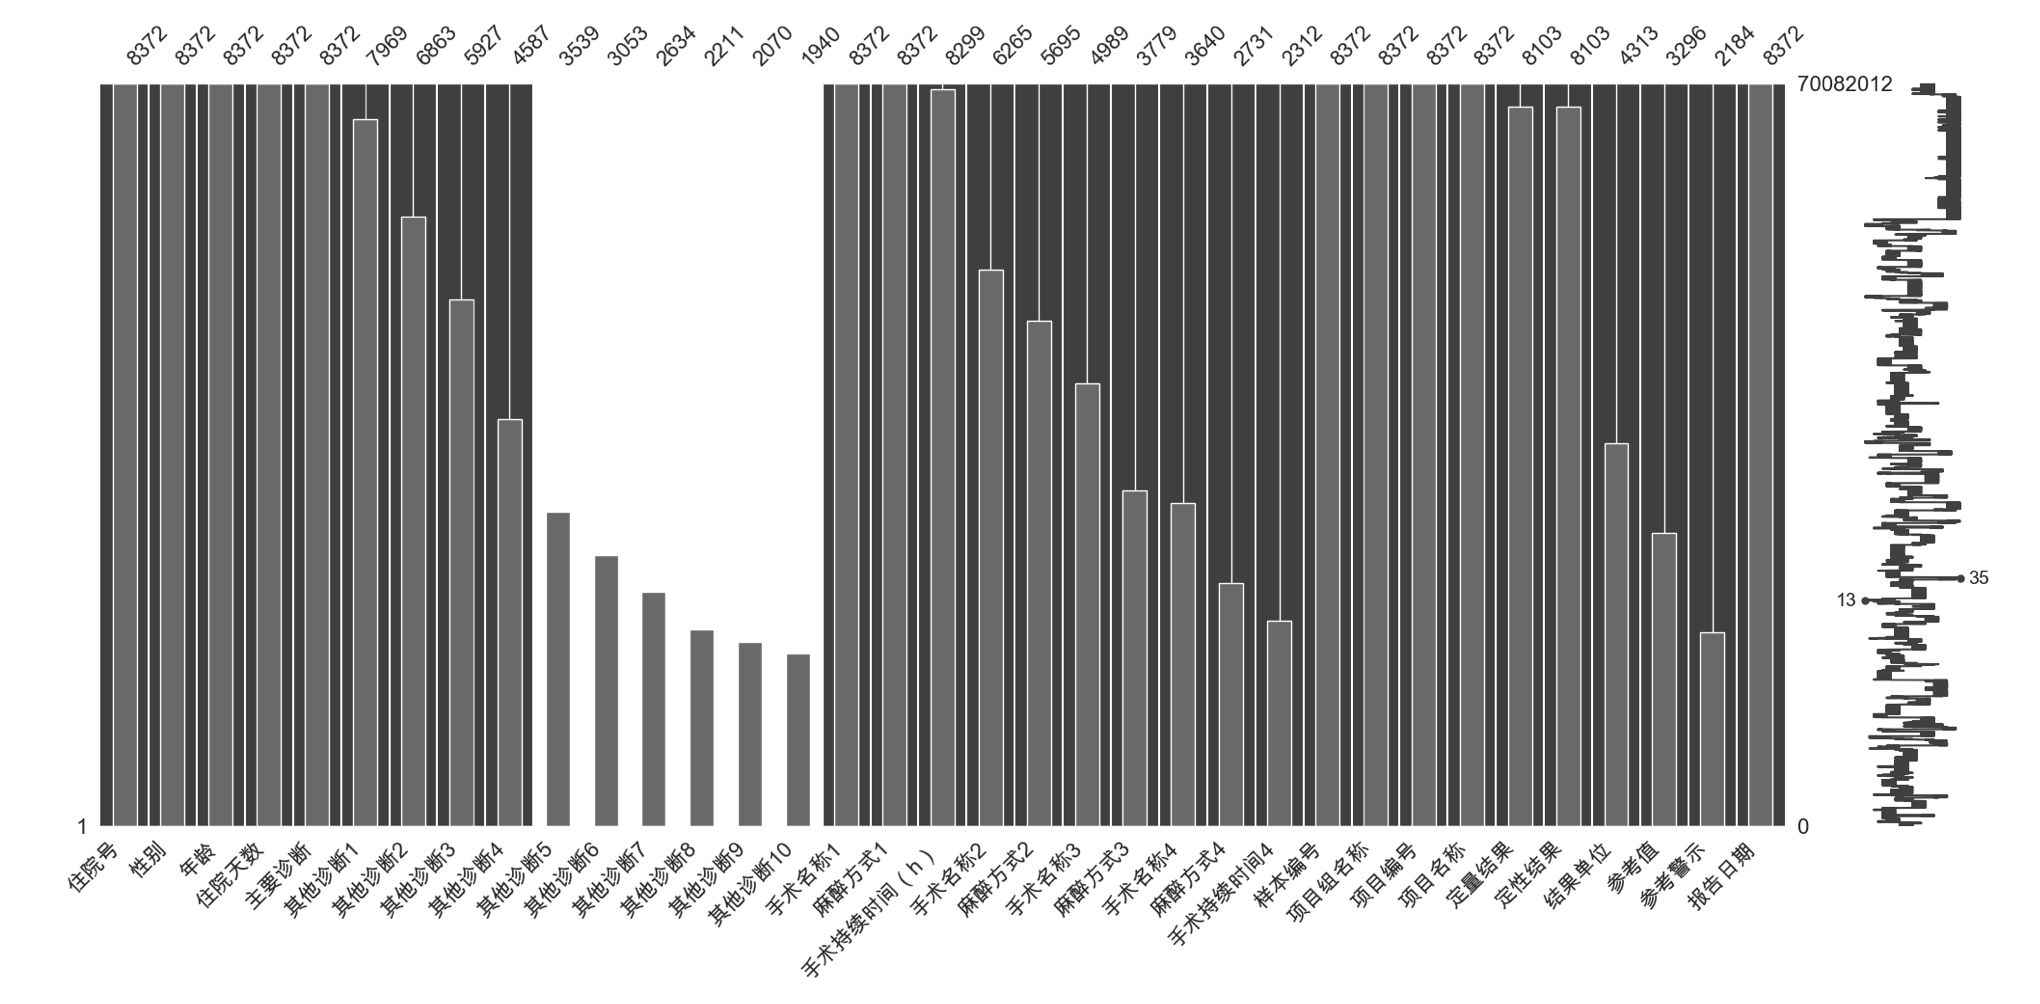 8372 8372 8372 8372 8372 7969 6863 5927 4587 3539 3053 2634 2211 2070 1940 8372 8372 8299 6265 5695 4989 3779 3640 2731 2312 8372 8372 8372 8372 8103 8103 4313 3296 2184 8372
70082012
35
13
1
0
住院号 性别 年龄 住院天数 主要诊断 其他诊断1 其他诊断2 其他诊断3 其他诊断4 其他诊断5 其他诊断6 其他诊断7 其他诊断8 其他诊断9 其他诊断10 手术名称1 麻醉方式1 手术持续时间（h） 手术名称2 麻醉方式2 手术名称3 麻醉方式3 手术名称4 麻醉方式4 手术持续时间4 样本编号 项目组名称 项目编号 项目名称 定量结果 定性结果 结果单位 参考值 参考警示 报告日期